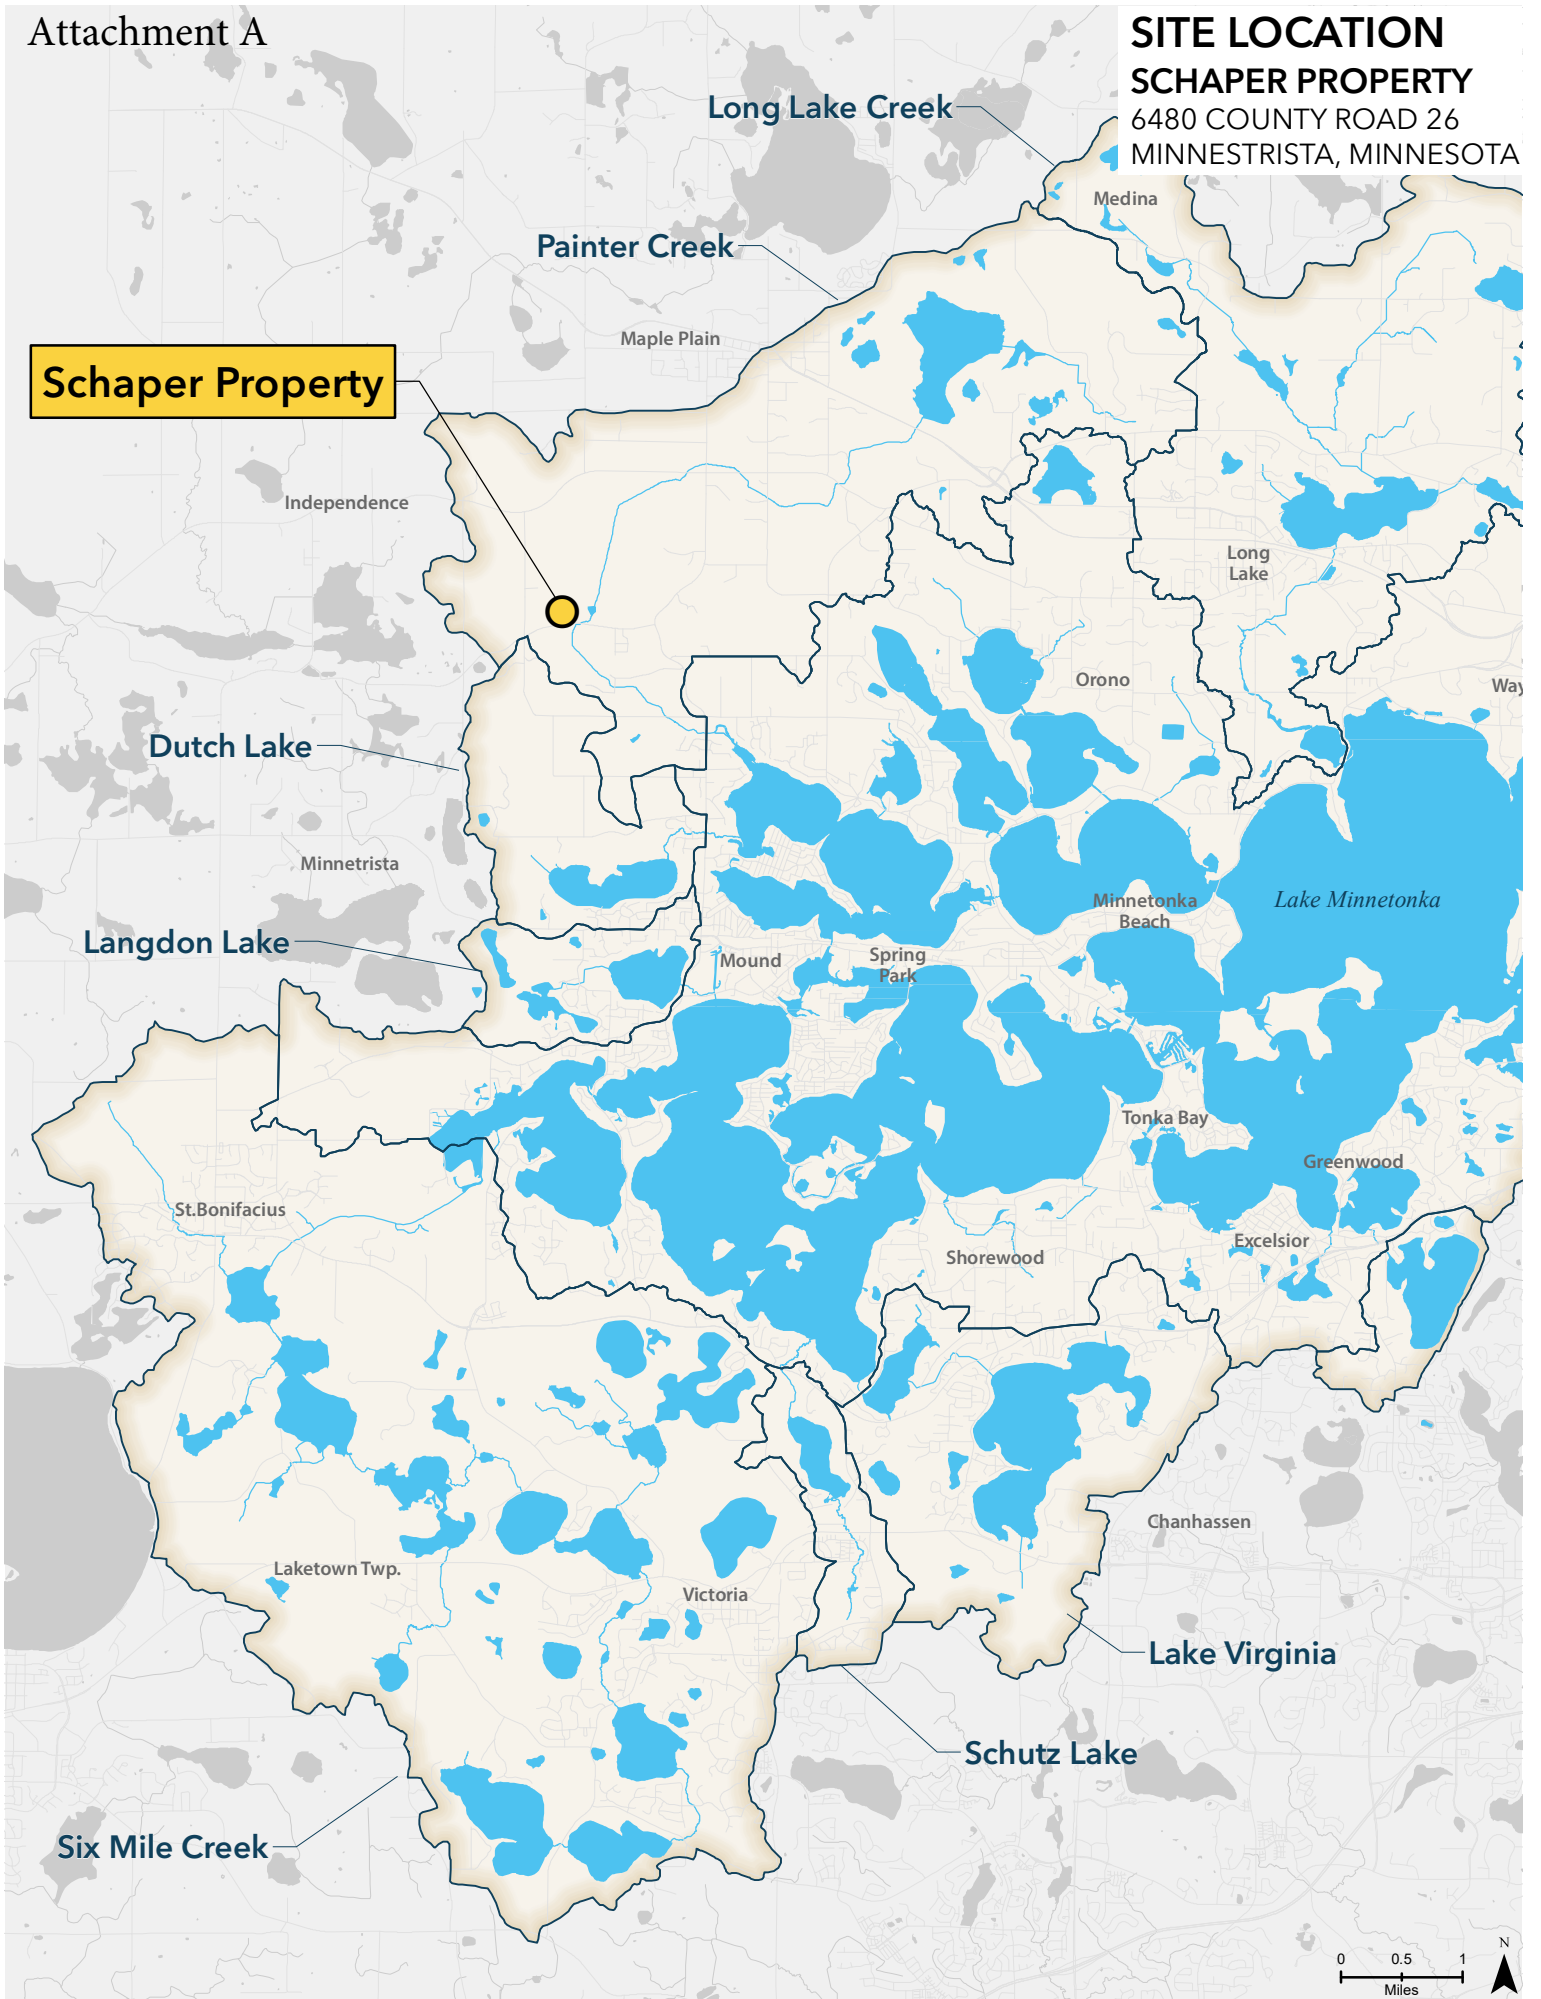 Attachment A
SITE LOCATION
SCHAPER PROPERTY
6480 COUNTY ROAD 26
MINNESTRISTA, MINNESOTA
Long Lake Creek
Medina
Painter Creek
Maple Plain
Schaper Property
Independence
Long
Lake
Orono
Way
Dutch Lake
Minnetrista
Minnetonka
Beach
Lake Minnetonka
Langdon Lake
Mound
Spring
Park
Tonka Bay
Greenwood
St.Bonifacius
Excelsior
Shorewood
Chanhassen
Laketown Twp.
Victoria
Lake Virginia
Schutz Lake
Six Mile Creek
N
0 0.5 1
Miles